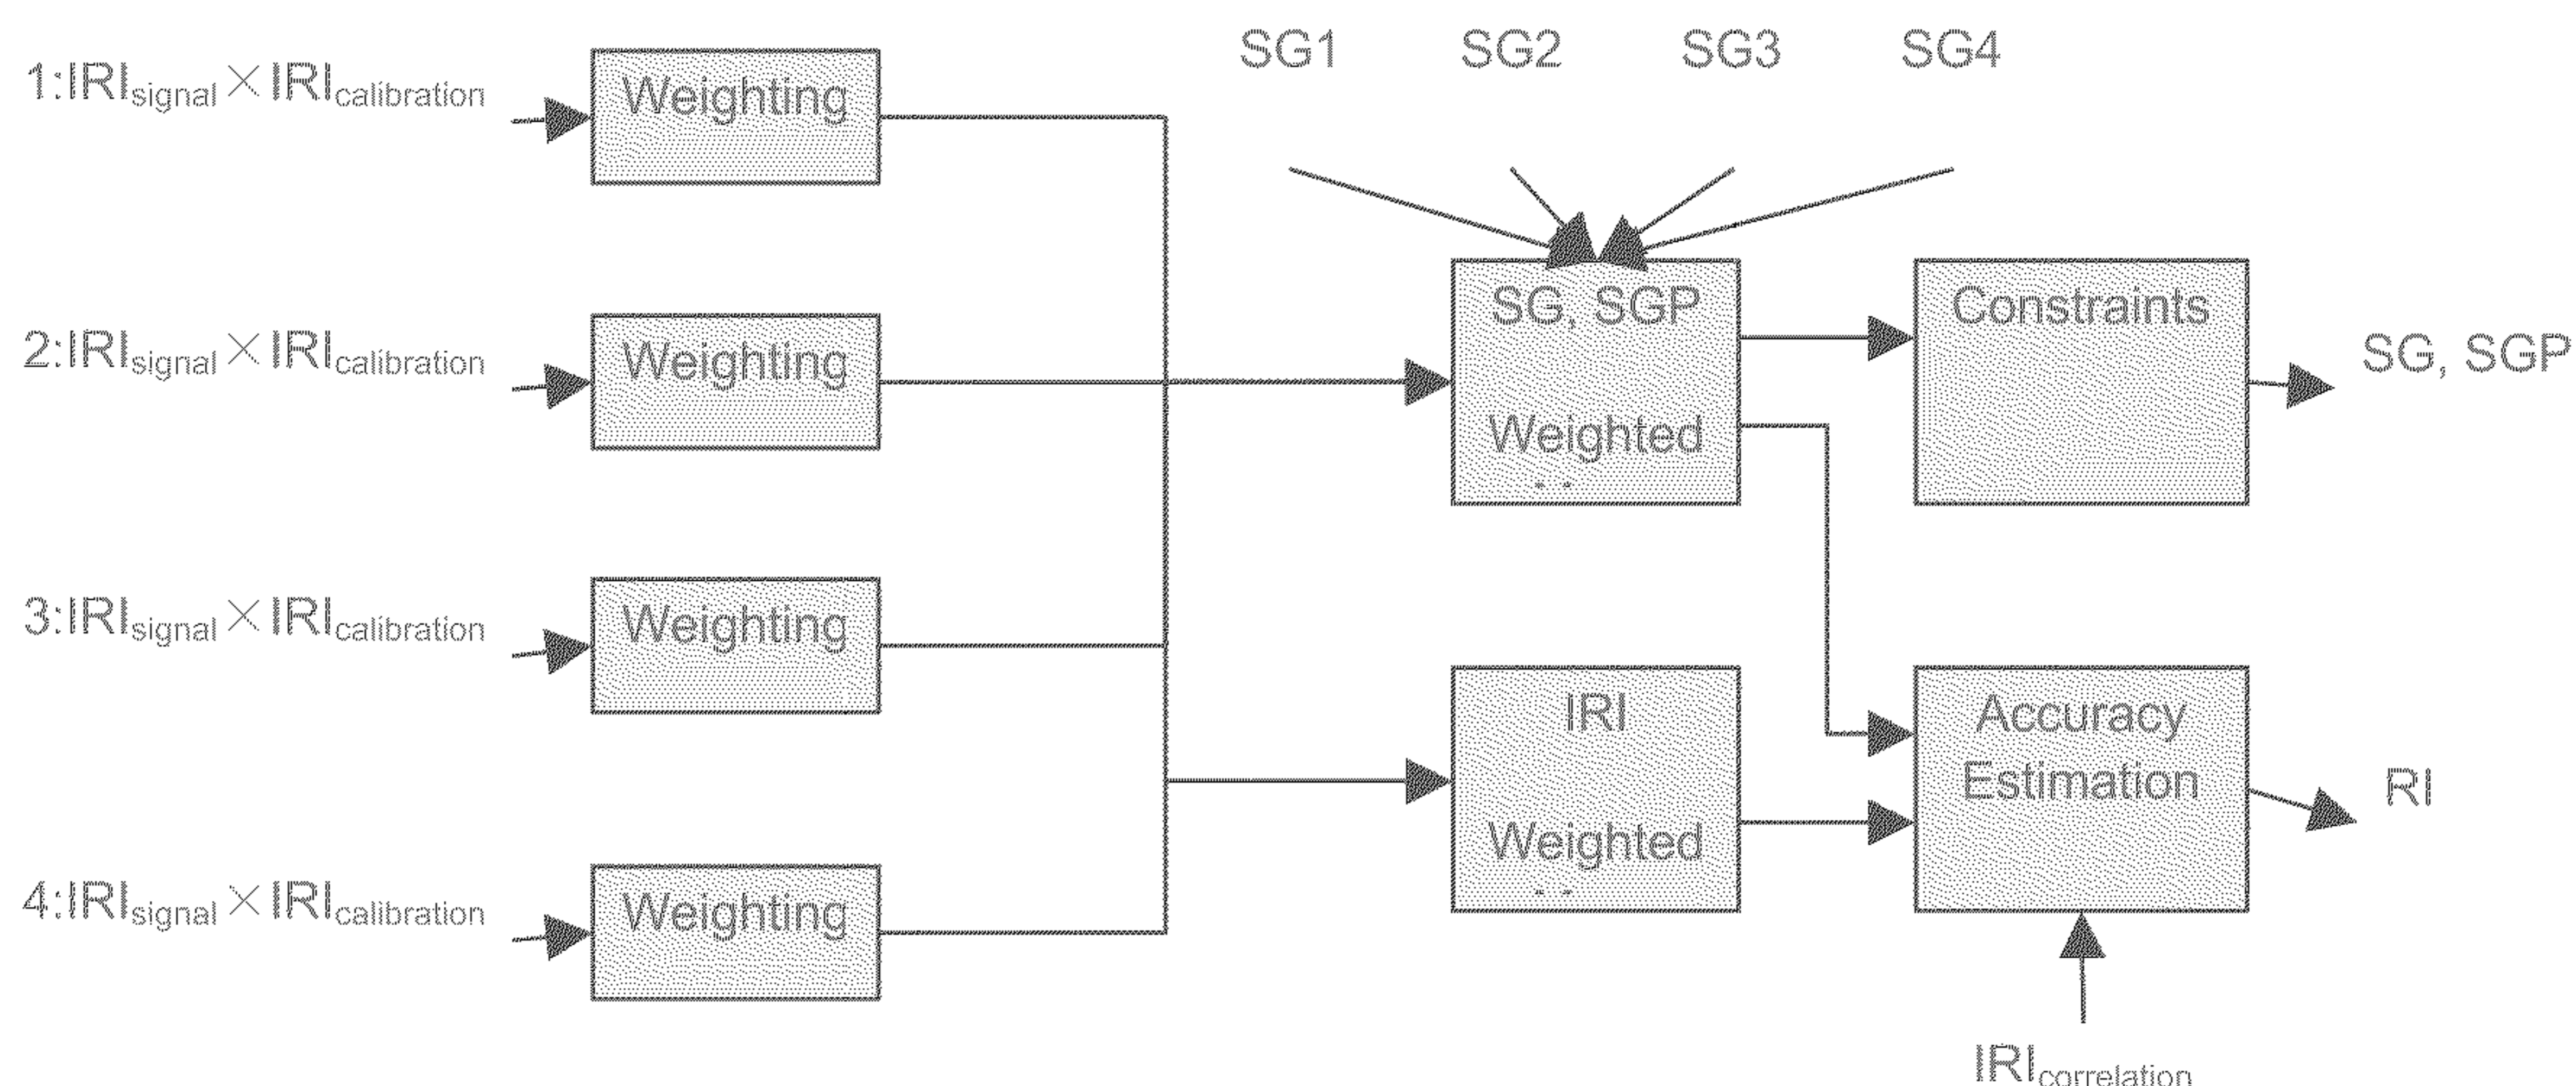 SG1 SG2 SG3 SG4
1:IRIsignal × IRIcalibration
Weighting
2:IRIsignal × IRIcalibration
Weighting
SG, SGP
Weighted
Constraints
SG, SGP
3:IRIsignal × IRIcalibration
Weighting
IRI
Weighted
Accuracy
Estimation
RI
4:IRIsignal × IRIcalibration
Weighting
IRIcorrelation